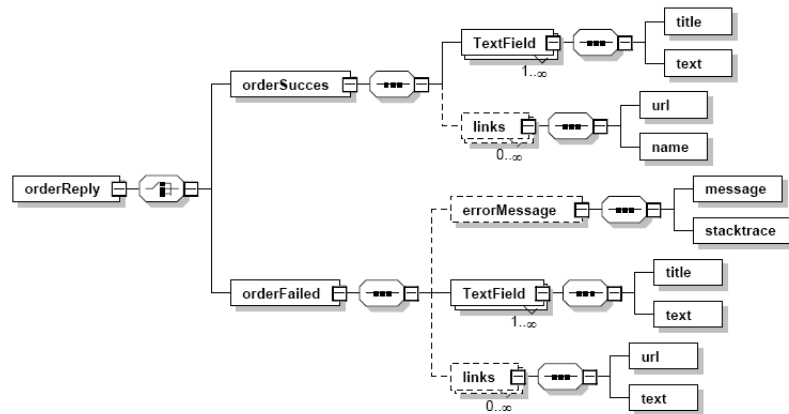 orderReply
orderSucces
TextField
1..∞
title
text
links
0..∞
url
name
orderFailed
errorMessage
message
stacktrace
TextField
1..∞
title
text
links
0..∞
url
text